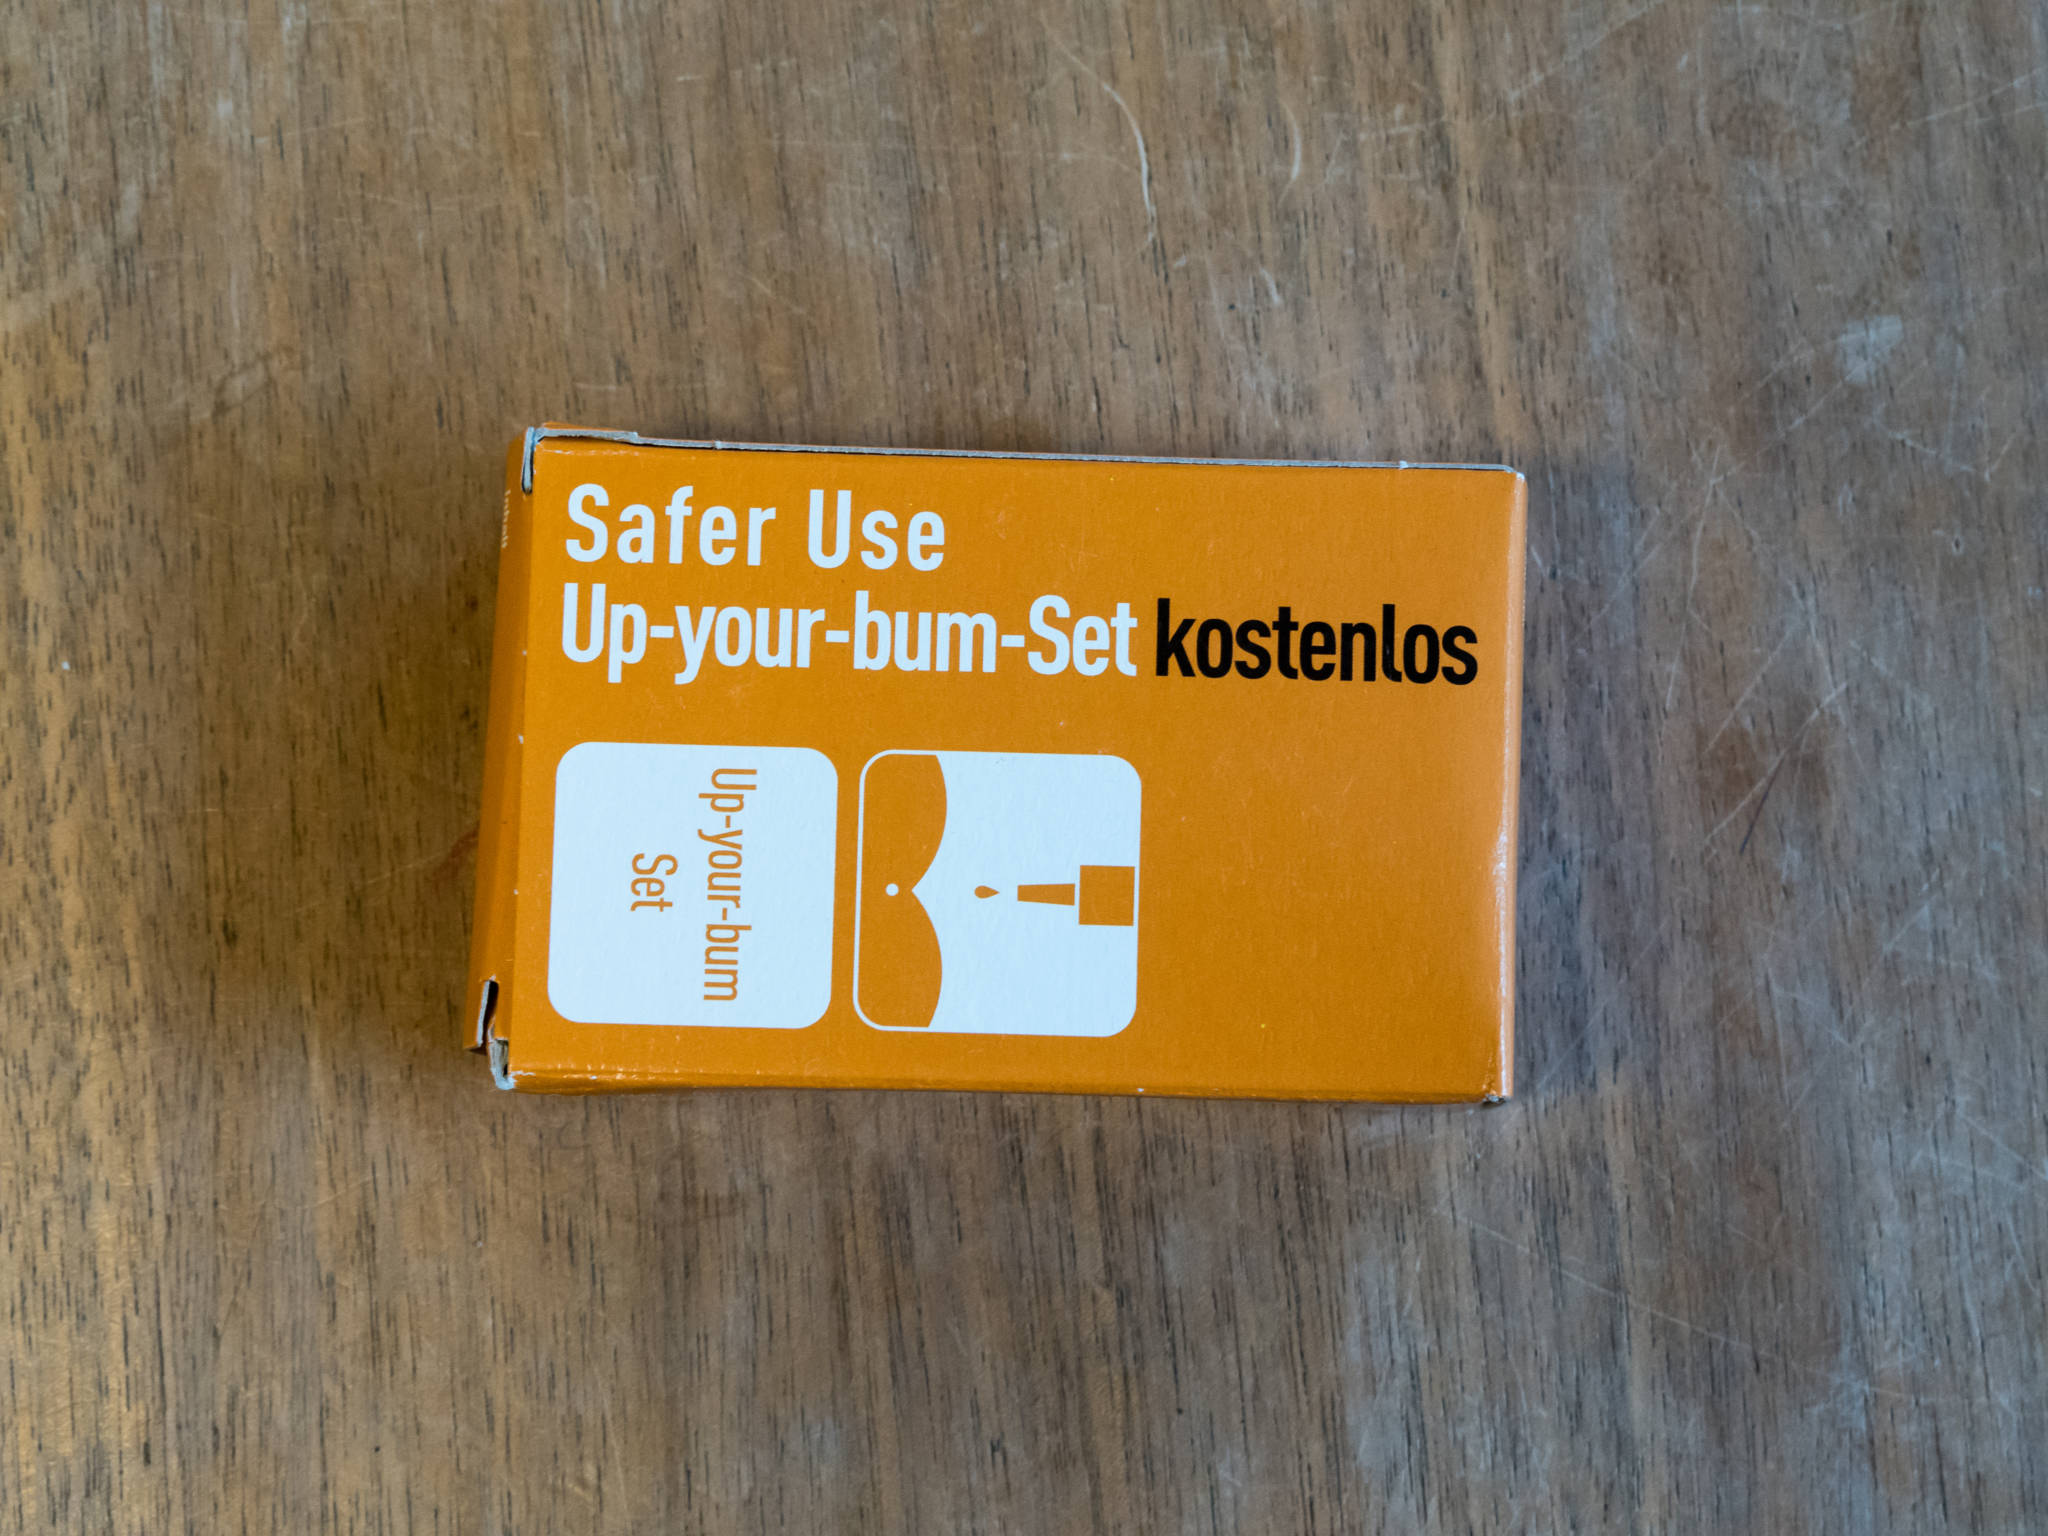 Safer Use
Up-your-bum-Set kostenlos
Up-your-bum
Set